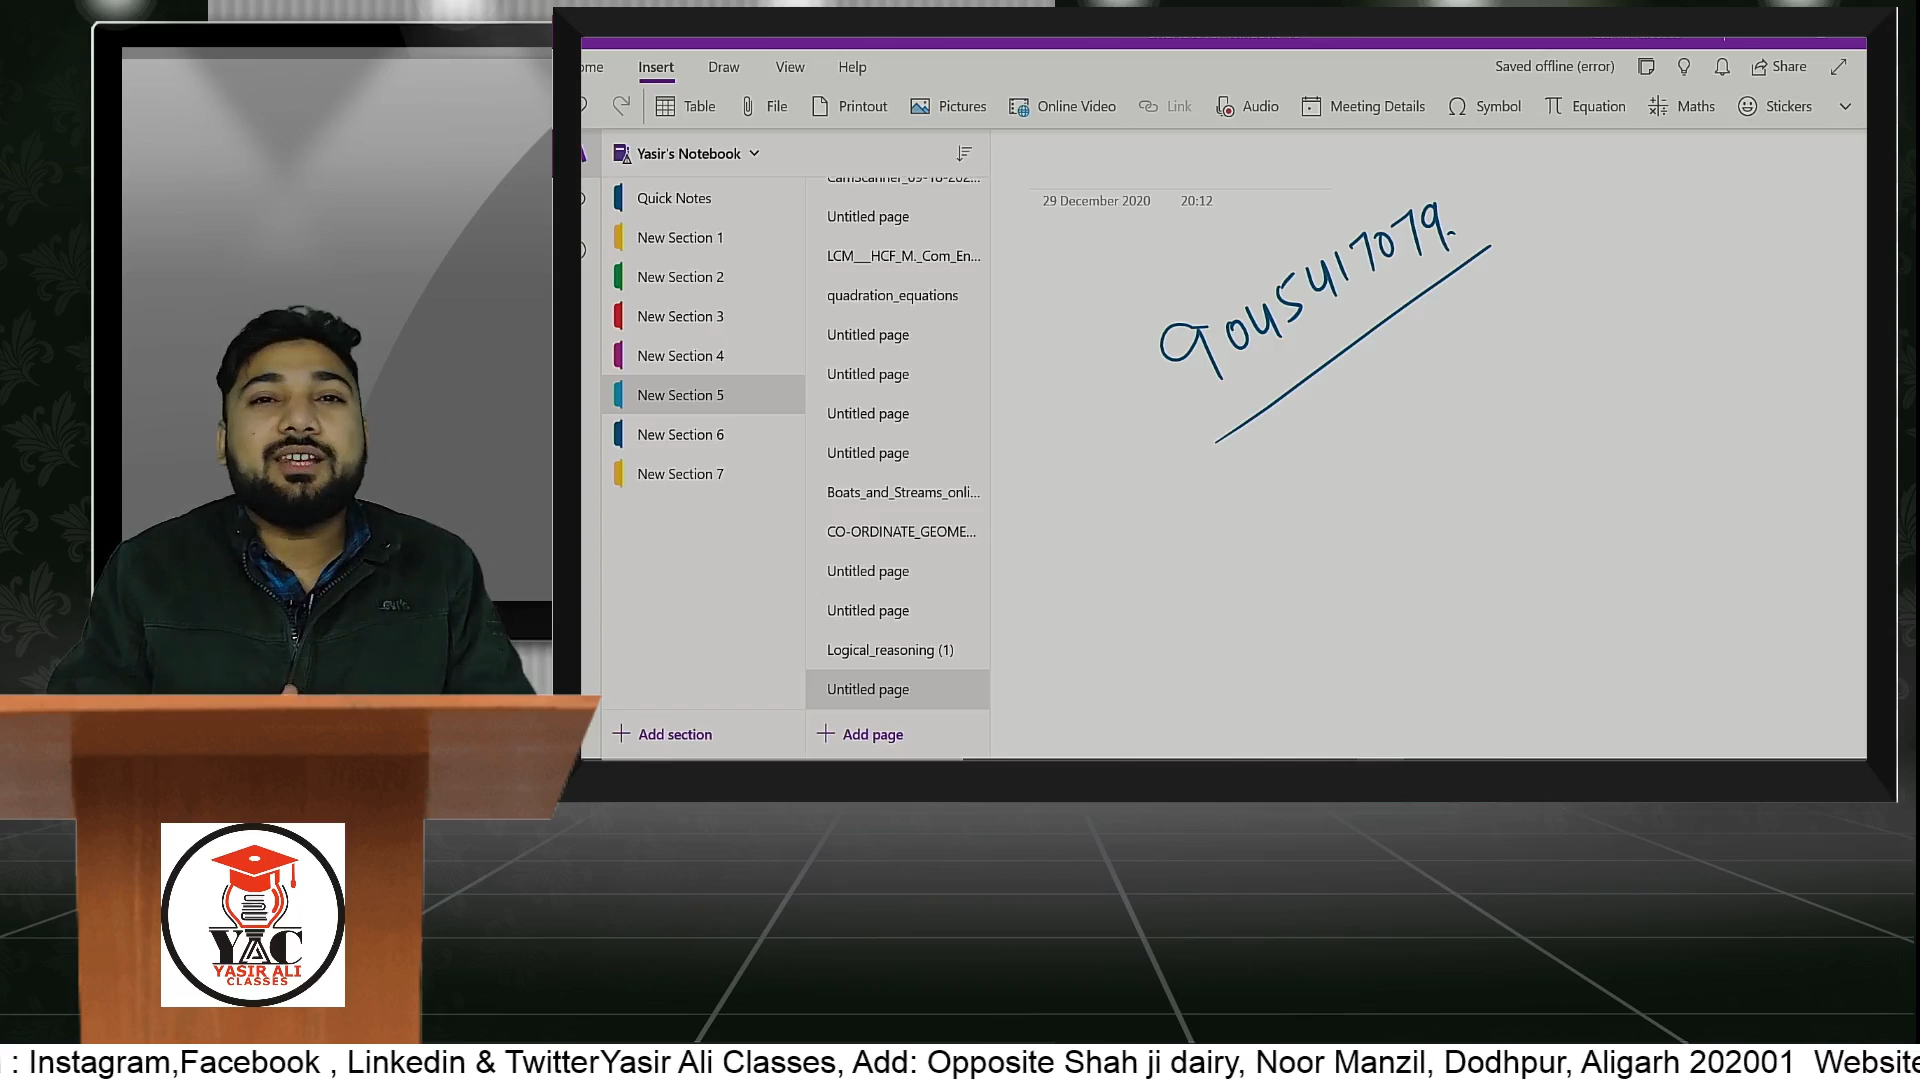 ome Insert Draw View Help Saved offline (error) Share
Table File Printout Pictures Online Video Link Audio Meeting Details Symbol Equation Maths Stickers
Yasir's Notebook
Quick Notes
New Section 1
New Section 2
New Section 3
New Section 4
New Section 5
New Section 6
New Section 7
Add section
CamScanner_09-16-202...
Untitled page
LCM___HCF_M._Com_En...
quadration_equations
Untitled page
Untitled page
Untitled page
Untitled page
Boats_and_Streams_onli...
CO-ORDINATE_GEOME...
Untitled page
Untitled page
Logical_reasoning (1)
Untitled page
Add page
29 December 2020 20:12
9045417079.
Levi's
YAC
YASIR ALI
CLASSES
: Instagram,Facebook , Linkedin & TwitterYasir Ali Classes, Add: Opposite Shah ji dairy, Noor Manzil, Dodhpur, Aligarh 202001 Website